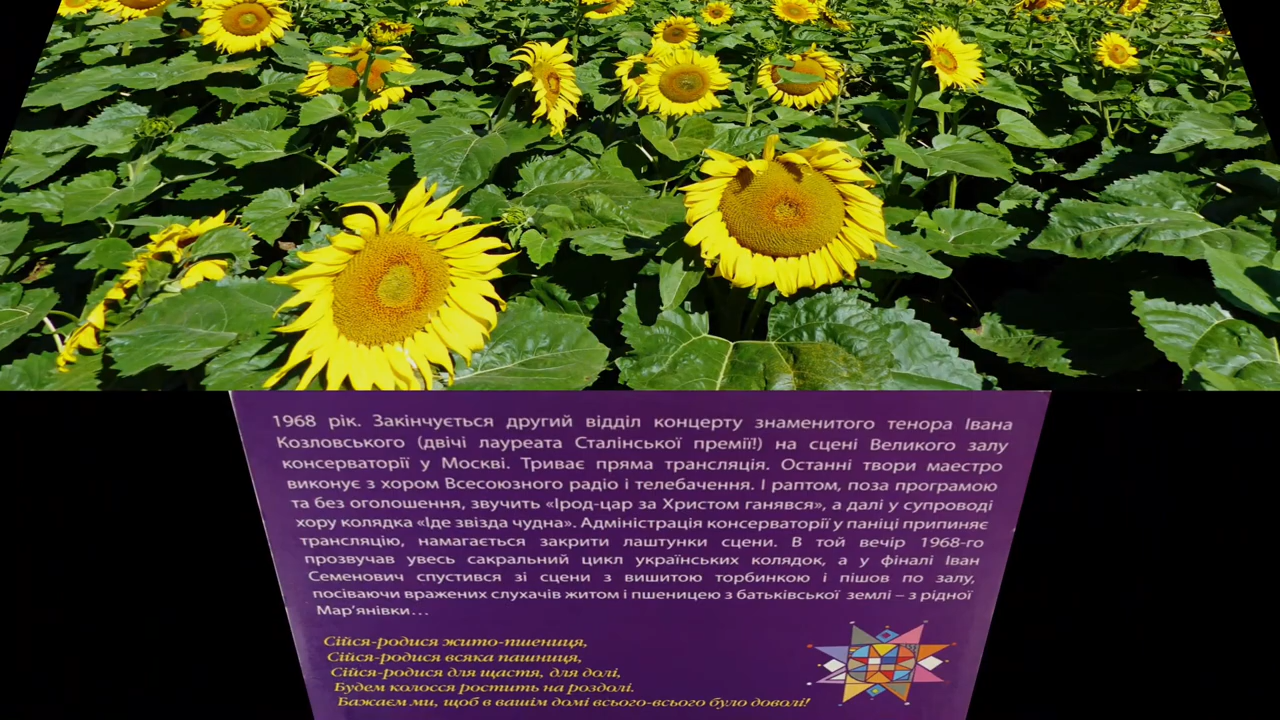 1968 рік. Закінчується другий відділ концерту знаменитого тенора Івана
Козловського (двічі лауреата Сталінської премії!) на сцені Великого залу
консерваторії у Москві. Триває пряма трансляція. Останні твори маестро
виконує з хором Всесоюзного радіо і телебачення. І раптом, поза програмою
та без оголошення, звучить «Ірод-цар за Христом ганявся», а далі у супроводі
хору колядка «Іде звізда чудна». Адміністрація консерваторії у паніці припиняє
трансляцію, намагається закрити лаштунки сцени. В той вечір 1968-го
прозвучав увесь сакральний цикл українських колядок, а у фіналі Іван
Семенович спустився зі сцени з вишитою торбинкою і пішов по залу,
посіваючи вражених слухачів житом і пшеницею з батьківської землі – з рідної
Мар’янівки...
Сійся-родися жито-пшениця,
Сійся-родися всяка пашниця,
Сійся-родися для щастя, для долі,
Будем колосся ростить на роздолі.
Бажаєм ми, щоб в вашім домі всього-всього було доволі!